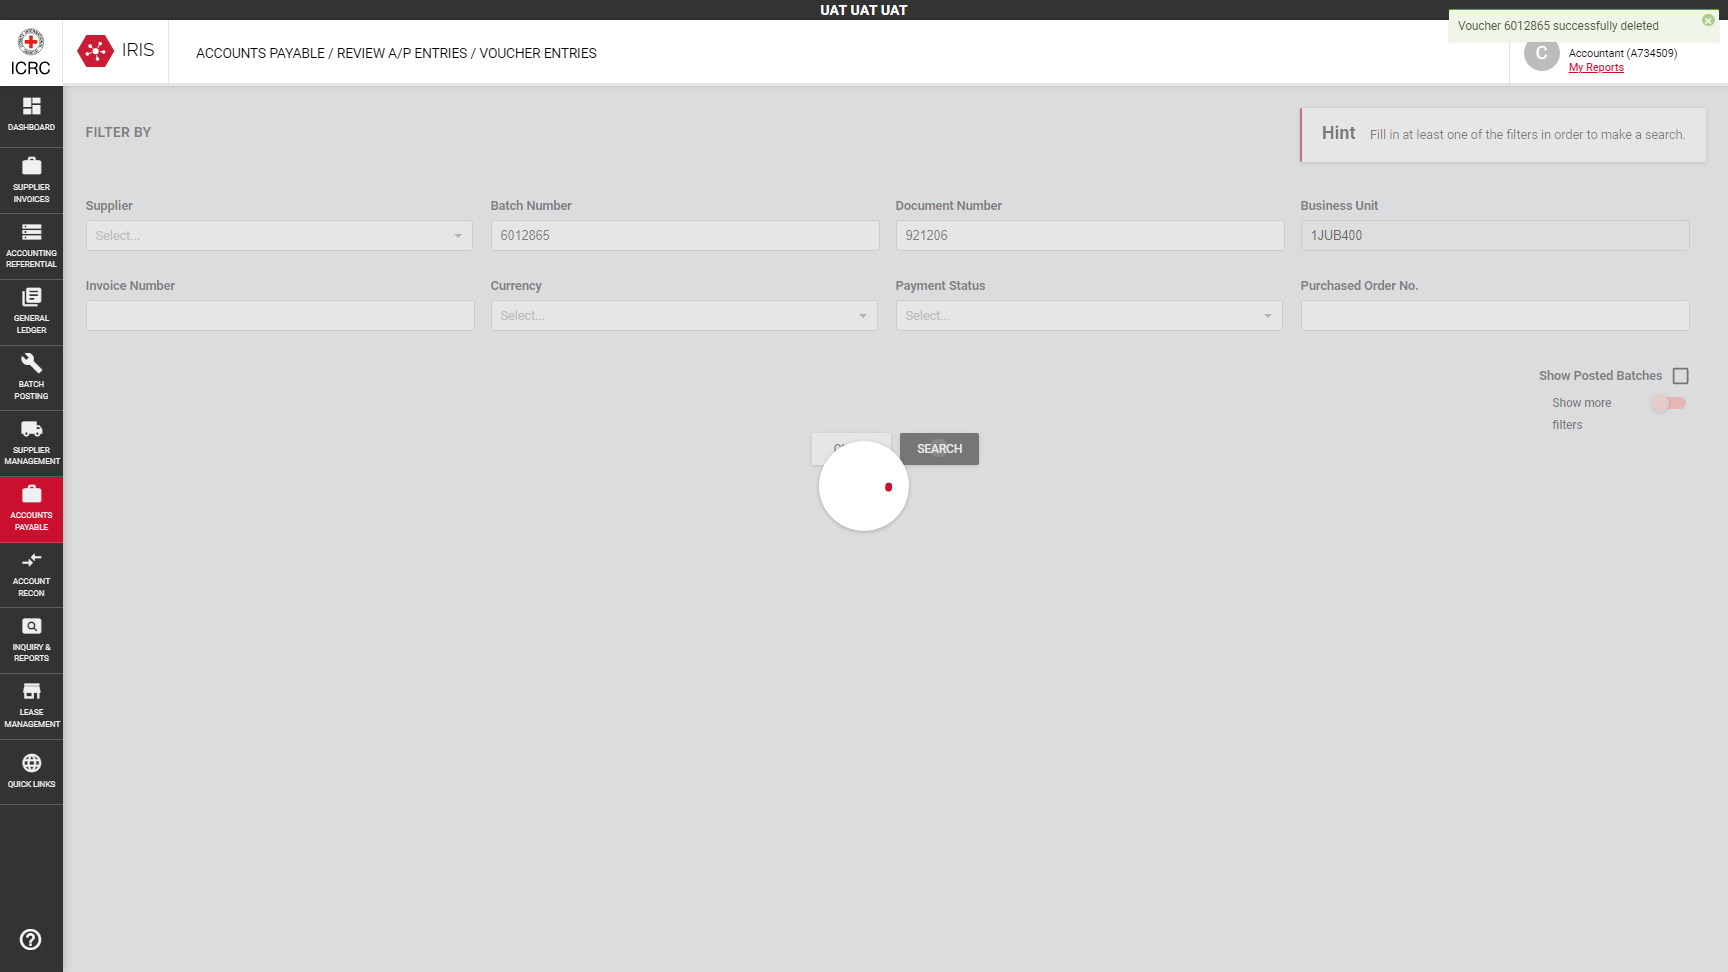 UAT UAT UAT
Voucher 6012865 successfully deleted
ICRC
IRIS
ACCOUNTS PAYABLE / REVIEW A/P ENTRIES / VOUCHER ENTRIES
C
Accountant (A734509)
My Reports
DASHBOARD
SUPPLIER
INVOICES
ACCOUNTING
REFERENTIAL
GENERAL
LEDGER
BATCH
POSTING
SUPPLIER
MANAGEMENT
ACCOUNTS
PAYABLE
ACCOUNT
RECON
INQUIRY &
REPORTS
LEASE
MANAGEMENT
QUICK LINKS
FILTER BY
Hint Fill in at least one of the filters in order to make a search.
Supplier
Select...
Batch Number
6012865
Document Number
921206
Business Unit
1JUB400
Invoice Number
Currency
Select...
Payment Status
Select...
Purchased Order No.
Show Posted Batches
Show more
filters
SEARCH